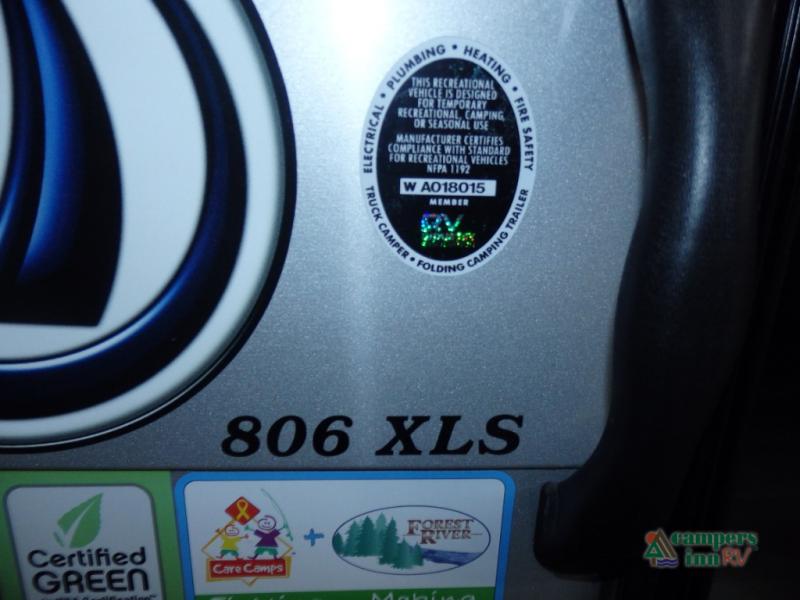 ELECTRICAL • PLUMBING • HEATING • FIRE SAFETY
THIS RECREATIONAL
VEHICLE IS DESIGNED
FOR TEMPORARY
RECREATIONAL, CAMPING,
OR SEASONAL USE
MANUFACTURER CERTIFIES
COMPLIANCE WITH STANDARD
FOR RECREATIONAL VEHICLES
NFPA 1192
W A018015
MEMBER
RV
TRUCK CAMPER • FOLDING CAMPING TRAILER
806 XLS
Certified
GREEN
Care Camps
+
FOREST
RIVER
Making
campers
inn RV